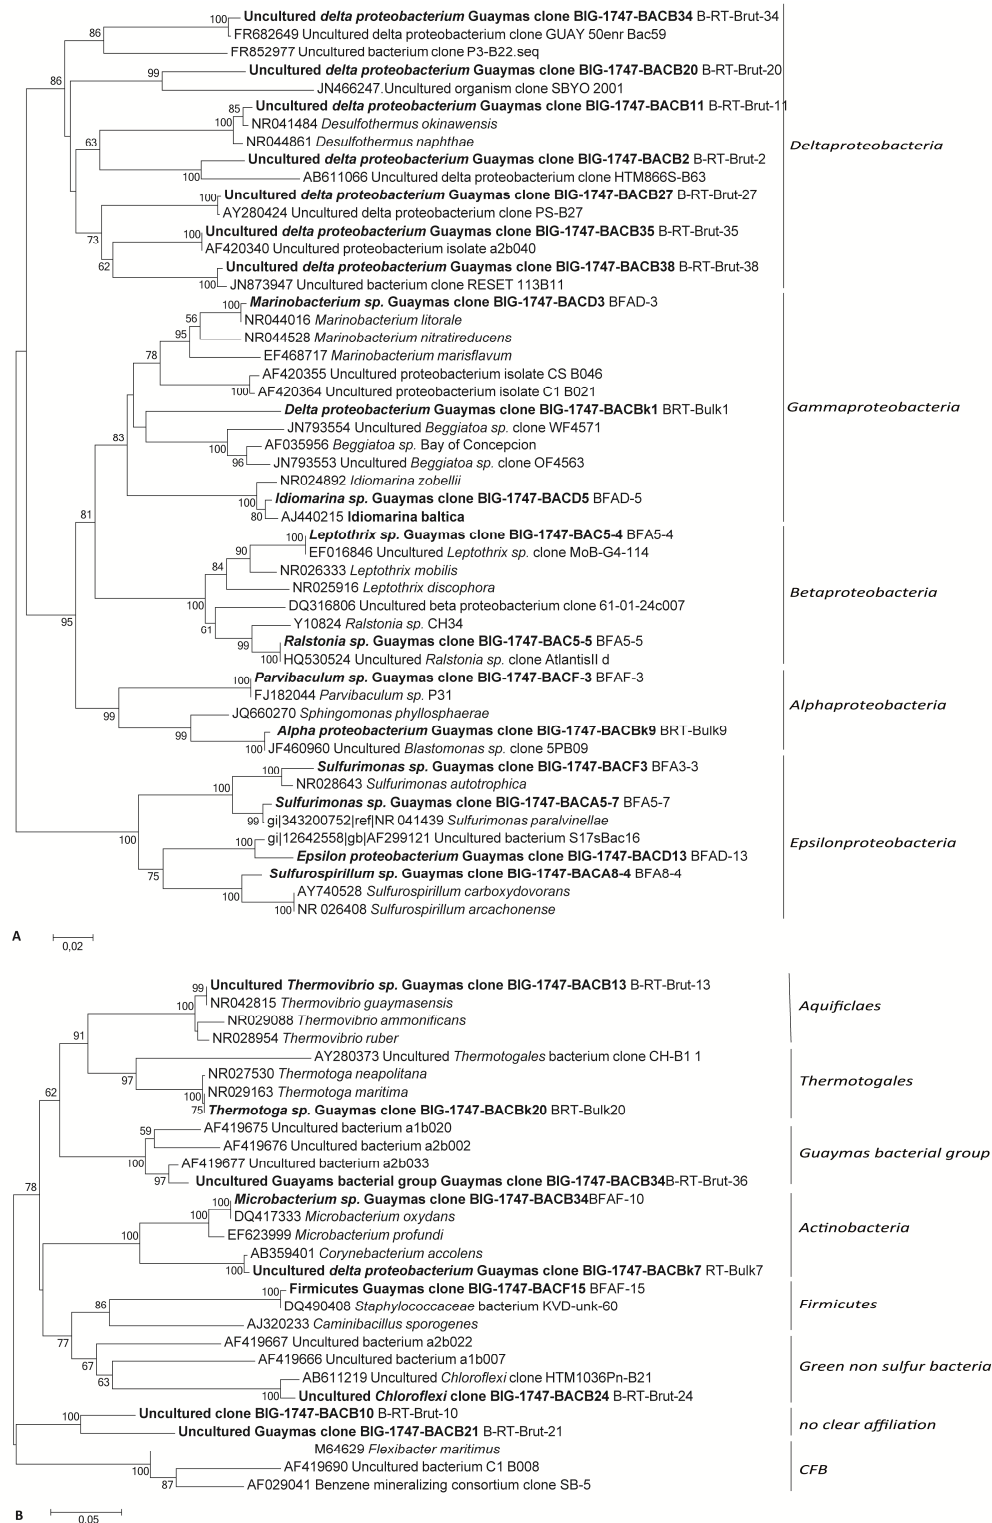 Uncultured delta proteobacterium Guaymas clone BIG-1747-BACB34 B-RT-Brut-34
100
FR682649 Uncultured delta proteobacterium clone GUAY 50enr Bac59
86
FR852977 Uncultured bacterium clone P3-B22.seq
Uncultured delta proteobacterium Guaymas clone BIG-1747-BACB20 B-RT-Brut-20
99
86
JN466247.Uncultured organism clone SBYO 2001
Uncultured delta proteobacterium Guaymas clone BIG-1747-BACB11 B-RT-Brut-11
85
100
NR041484 Desulfothermus okinawensis
NR044861 Desulfothermus naphthae
63
Deltaproteobacteria
Uncultured delta proteobacterium Guaymas clone BIG-1747-BACB2 B-RT-Brut-2
100
AB611066 Uncultured delta proteobacterium clone HTM866S-B63
Uncultured delta proteobacterium Guaymas clone BIG-1747-BACB27 B-RT-Brut-27
100
AY280424 Uncultured delta proteobacterium clone PS-B27
73
Uncultured delta proteobacterium Guaymas clone BIG-1747-BACB35 B-RT-Brut-35
100
AF420340 Uncultured proteobacterium isolate a2b040
62
Uncultured delta proteobacterium Guaymas clone BIG-1747-BACB38 B-RT-Brut-38
100
JN873947 Uncultured bacterium clone RESET 113B11
Marinobacterium sp. Guaymas clone BIG-1747-BACD3 BFAD-3
100
56
NR044016 Marinobacterium litorale
95
NR044528 Marinobacterium nitratireducens
78
EF468717 Marinobacterium marisflavum
AF420355 Uncultured proteobacterium isolate CS B046
100
AF420364 Uncultured proteobacterium isolate C1 B021
Delta proteobacterium Guaymas clone BIG-1747-BACBk1 BRT-Bulk1
Gammaproteobacteria
JN793554 Uncultured Beggiatoa sp. clone WF4571
83
100
AF035956 Beggiatoa sp. Bay of Concepcion
96
JN793553 Uncultured Beggiatoa sp. clone OF4563
NR024892 Idiomarina zobellii
100
Idiomarina sp. Guaymas clone BIG-1747-BACD5 BFAD-5
80
AJ440215 Idiomarina baltica
81
Leptothrix sp. Guaymas clone BIG-1747-BAC5-4 BFA5-4
100
90
EF016846 Uncultured Leptothrix sp. clone MoB-G4-114
84
NR026333 Leptothrix mobilis
NR025916 Leptothrix discophora
Betaproteobacteria
100
DQ316806 Uncultured beta proteobacterium clone 61-01-24c007
95
61
Y10824 Ralstonia sp. CH34
99
Ralstonia sp. Guaymas clone BIG-1747-BAC5-5 BFA5-5
100
HQ530524 Uncultured Ralstonia sp. clone AtlantisII d
Parvibaculum sp. Guaymas clone BIG-1747-BACF-3 BFAF-3
100
FJ182044 Parvibaculum sp. P31
99
JQ660270 Sphingomonas phyllosphaerae
Alphaproteobacteria
99
Alpha proteobacterium Guaymas clone BIG-1747-BACBk9 BRT-Bulk9
100
JF460960 Uncultured Blastomonas sp. clone 5PB09
Sulfurimonas sp. Guaymas clone BIG-1747-BACF3 BFA3-3
100
100
NR028643 Sulfurimonas autotrophica
Sulfurimonas sp. Guaymas clone BIG-1747-BACA5-7 BFA5-7
99
gi|343200752|ref|NR 041439 Sulfurimonas paralvinellae
100
gi|12642558|gb|AF299121 Uncultured bacterium S17sBac16
100
Epsilonproteobacteria
Epsilon proteobacterium Guaymas clone BIG-1747-BACD13 BFAD-13
75
Sulfurospirillum sp. Guaymas clone BIG-1747-BACA8-4 BFA8-4
100
AY740528 Sulfurospirillum carboxydovorans
100
NR 026408 Sulfurospirillum arcachonense
A
0,02
Uncultured Thermovibrio sp. Guaymas clone BIG-1747-BACB13 B-RT-Brut-13
99
100
NR042815 Thermovibrio guaymasensis
Aquificlaes
NR029088 Thermovibrio ammonificans
91
NR028954 Thermovibrio ruber
AY280373 Uncultured Thermotogales bacterium clone CH-B1 1
97
NR027530 Thermotoga neapolitana
Thermotogales
100
NR029163 Thermotoga maritima
62
75
Thermotoga sp. Guaymas clone BIG-1747-BACBk20 BRT-Bulk20
59
AF419675 Uncultured bacterium a1b020
AF419676 Uncultured bacterium a2b002
Guaymas bacterial group
100
AF419677 Uncultured bacterium a2b033
97
Uncultured Guayams bacterial group Guaymas clone BIG-1747-BACB34B-RT-Brut-36
78
Microbacterium sp. Guaymas clone BIG-1747-BACB34BFAF-10
100
100
DQ417333 Microbacterium oxydans
Actinobacteria
100
EF623999 Microbacterium profundi
AB359401 Corynebacterium accolens
100
Uncultured delta proteobacterium Guaymas clone BIG-1747-BACBk7 RT-Bulk7
Firmicutes Guaymas clone BIG-1747-BACF15 BFAF-15
100
86
DQ490408 Staphylococcaceae bacterium KVD-unk-60
Firmicutes
AJ320233 Caminibacillus sporogenes
77
AF419667 Uncultured bacterium a2b022
67
AF419666 Uncultured bacterium a1b007
Green non sulfur bacteria
63
AB611219 Uncultured Chloroflexi clone HTM1036Pn-B21
100
Uncultured Chloroflexi clone BIG-1747-BACB24 B-RT-Brut-24
Uncultured clone BIG-1747-BACB10 B-RT-Brut-10
100
no clear affiliation
Uncultured Guaymas clone BIG-1747-BACB21 B-RT-Brut-21
M64629 Flexibacter maritimus
100
AF419690 Uncultured bacterium C1 B008
CFB
87
AF029041 Benzene mineralizing consortium clone SB-5
B
0,05